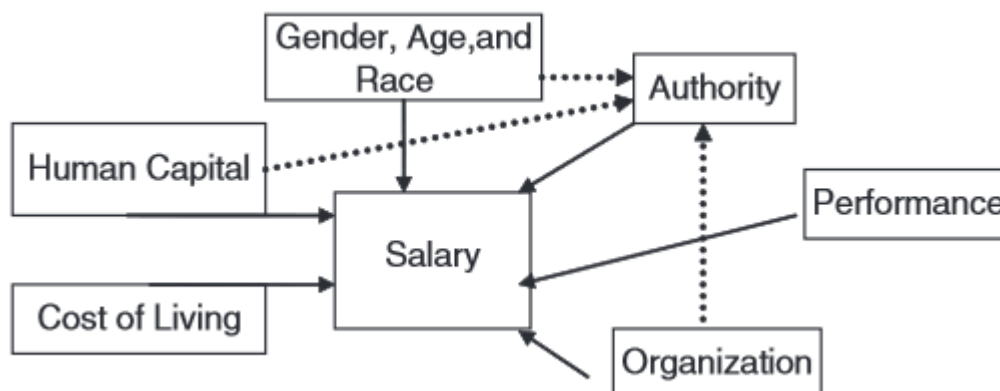 Gender, Age,and
Race
Authority
Human Capital
Performance
Salary
Cost of Living
Organization